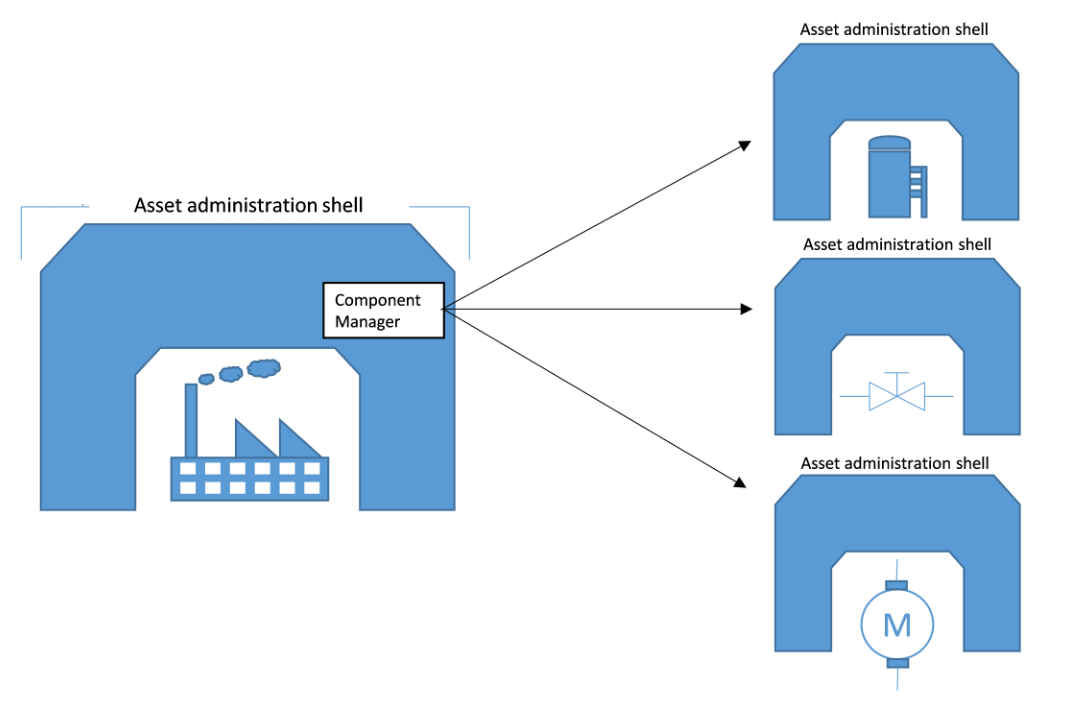 Asset administration shell
Component
Manager
Asset administration shell
Asset administration shell
Asset administration shell
M